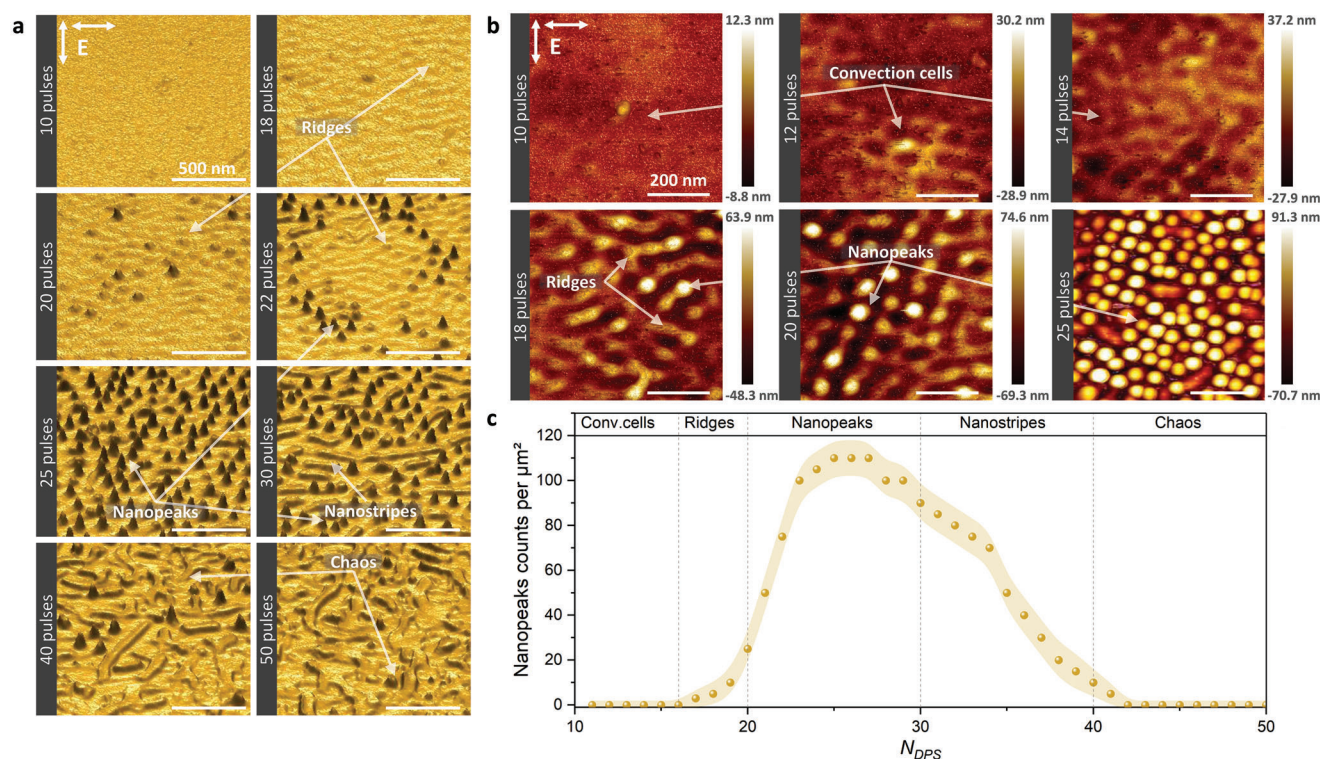 a
E
10 pulses
500 nm
18 pulses
Ridges
20 pulses
22 pulses
25 pulses
Nanopeaks
30 pulses
Nanostripes
40 pulses
Chaos
50 pulses
b
E
10 pulses
200 nm
12.3 nm
-8.8 nm
12 pulses
Convection cells
30.2 nm
-28.9 nm
14 pulses
37.2 nm
-27.9 nm
18 pulses
Ridges
63.9 nm
-48.3 nm
20 pulses
Nanopeaks
74.6 nm
-69.3 nm
25 pulses
91.3 nm
-70.7 nm
c
Conv.cells Ridges Nanopeaks Nanostripes Chaos
Nanopeaks counts per µm²
120
100
80
60
40
20
0
10 20 30 40 50
N_DPS